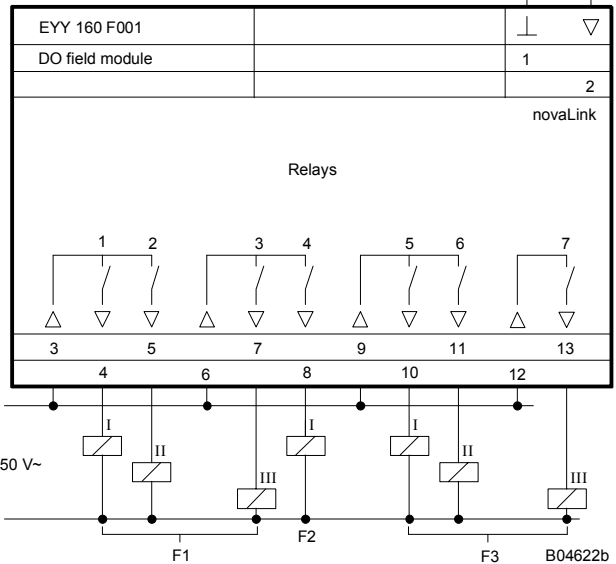 EYY 160 F001
DO field module
1
2
novaLink
Relays
1 2 3 4 5 6 7
3 5 7 9 11 13
4 6 8 10 12
I I I
50 V~ II II
III III
F1 F2 F3 B04622b